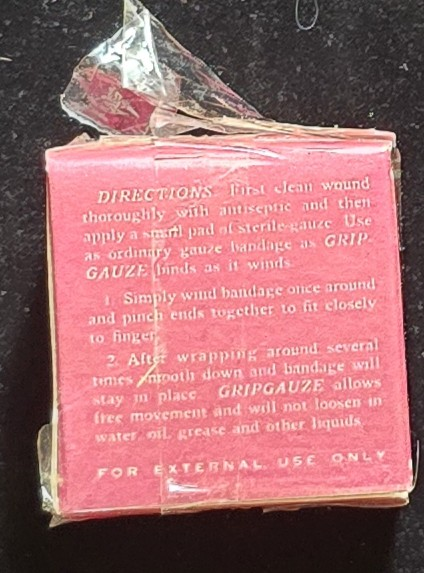 DIRECTIONS First clean wound
thoroughly with antiseptic and then
apply a small pad of sterile gauze Use
as ordinary gauze bandage as GRIP-
GAUZE binds as it winds.
1. Simply wind bandage once around
and pinch ends together to fit closely
to finger
2. After wrapping around several
times smooth down and bandage will
stay in place. GRIPGAUZE allows
free movement and will not loosen in
water, oil, grease and other liquids
FOR EXTERNAL USE ONLY